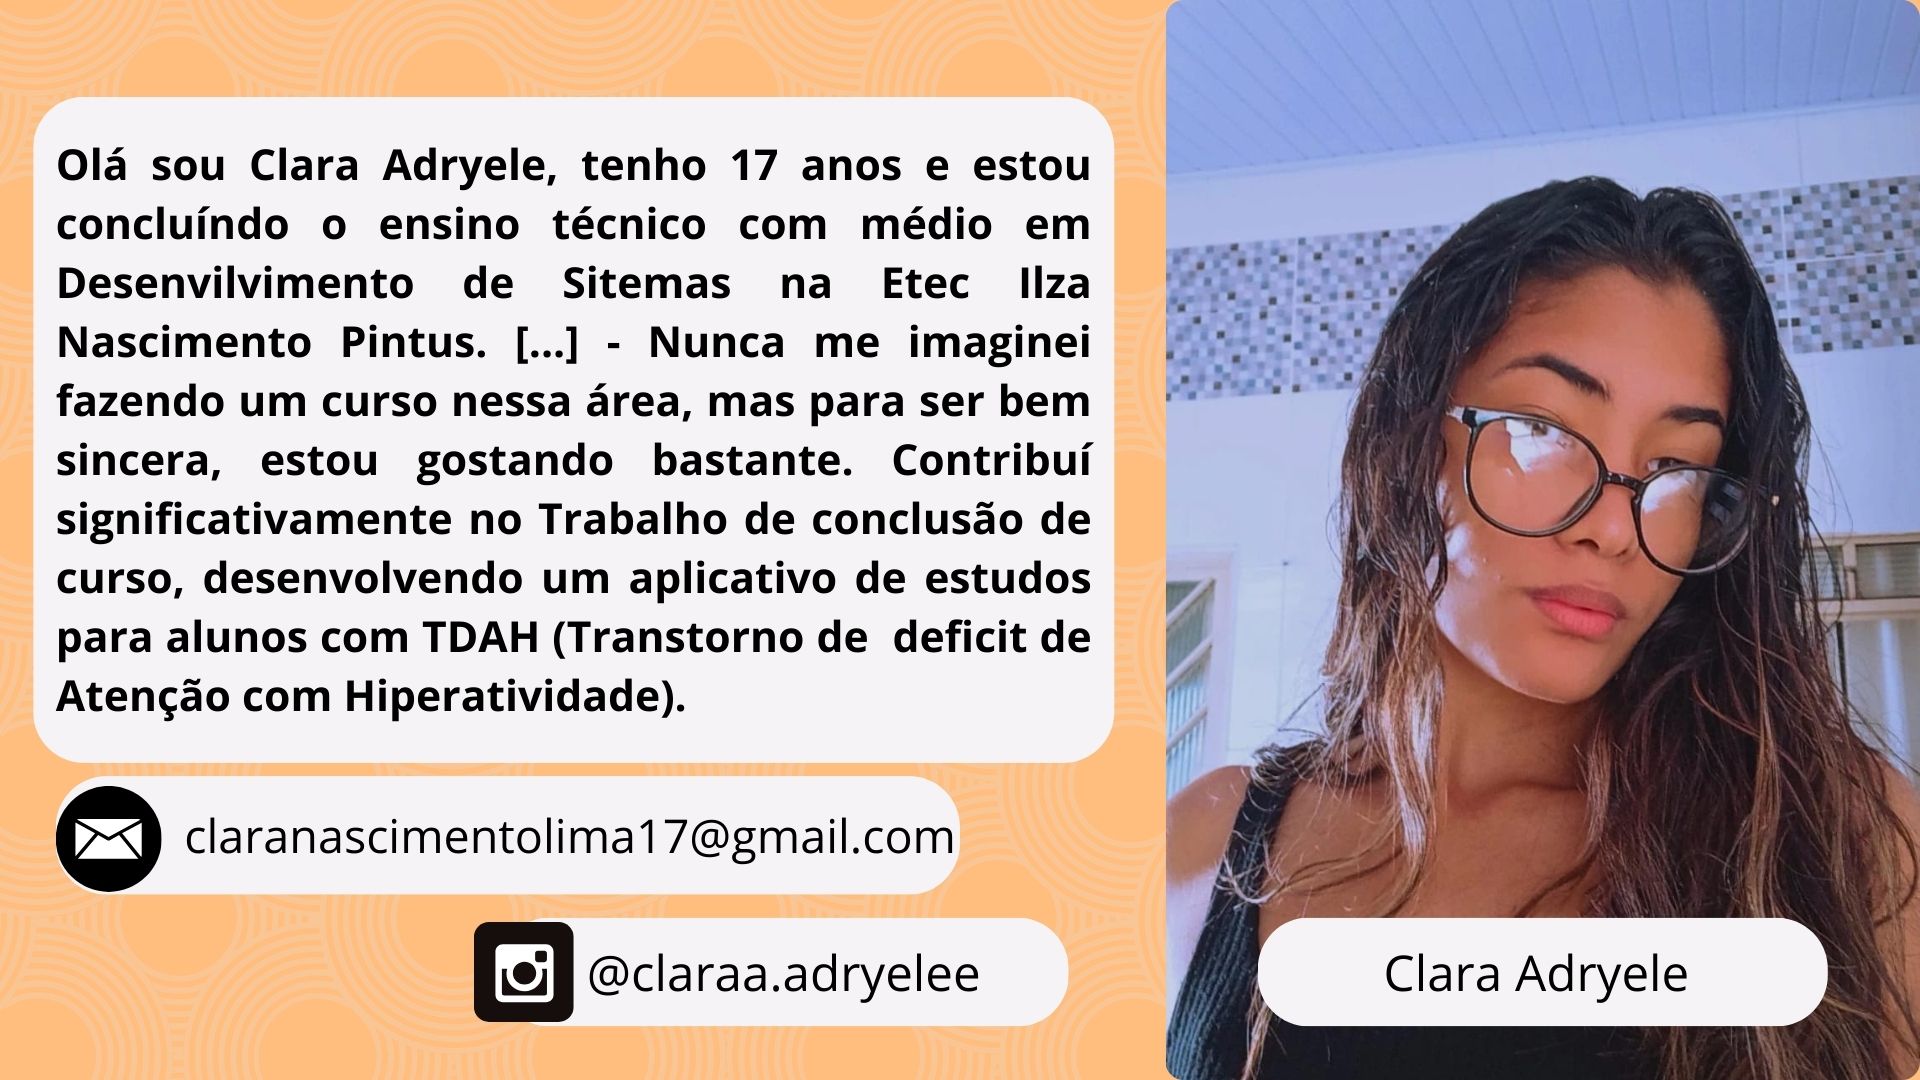 Olá sou Clara Adryele, tenho 17 anos e estou
concluíndo o ensino técnico com médio em
Desenvilvimento de Sitemas na Etec Ilza
Nascimento Pintus. [...] - Nunca me imaginei
fazendo um curso nessa área, mas para ser bem
sincera, estou gostando bastante. Contribuí
significativamente no Trabalho de conclusão de
curso, desenvolvendo um aplicativo de estudos
para alunos com TDAH (Transtorno de deficit de
Atenção com Hiperatividade).
claranascimentolima17@gmail.com
@claraa.adryelee
Clara Adryele